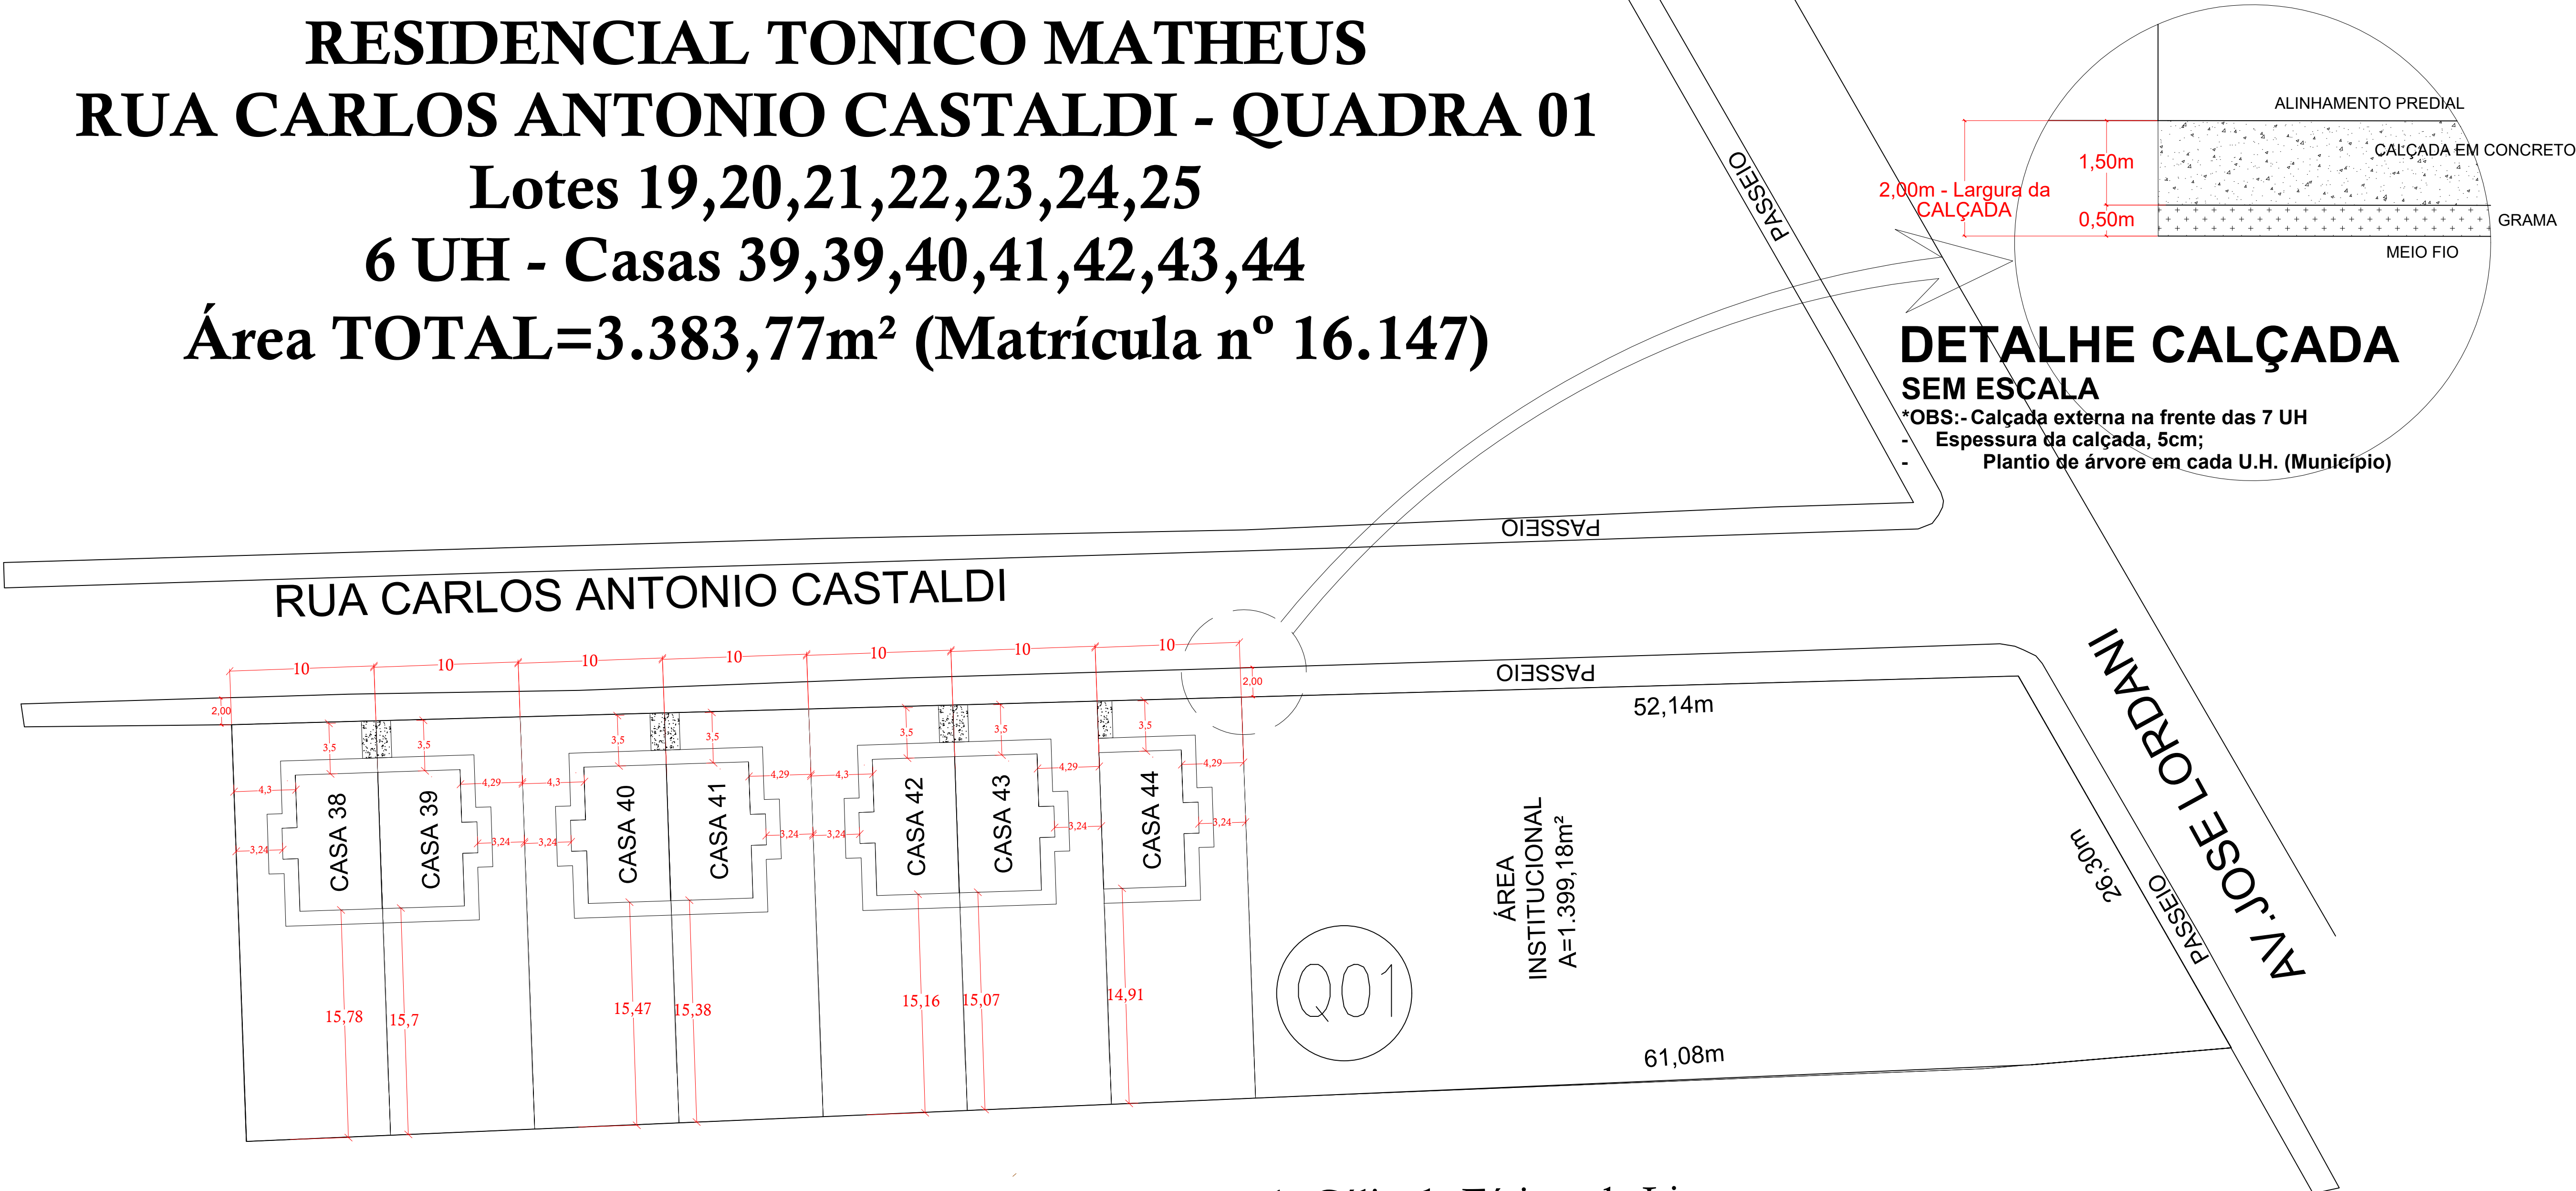 RESIDENCIAL TONICO MATHEUS
RUA CARLOS ANTONIO CASTALDI - QUADRA 01
Lotes 19,20,21,22,23,24,25
6 UH - Casas 39,39,40,41,42,43,44
Área TOTAL=3.383,77m² (Matrícula nº 16.147)
ALINHAMENTO PREDIAL
CALÇADA EM CONCRETO
1,50m
2,00m - Largura da
CALÇADA
0,50m
GRAMA
MEIO FIO
DETALHE CALÇADA
SEM ESCALA
*OBS:- Calçada externa na frente das 7 UH
- Espessura da calçada, 5cm;
- Plantio de árvore em cada U.H. (Município)
PASSEIO
PASSEIO
RUA CARLOS ANTONIO CASTALDI
10
10
10
10
10
10
10
PASSEIO
2,00
2,00
52,14m
3,5
3,5
3,5
3,5
3,5
3,5
3,5
4,3
4,29
4,3
4,29
4,3
4,29
4,29
CASA 38
CASA 39
CASA 40
CASA 41
CASA 42
CASA 43
CASA 44
3,24
3,24
3,24
3,24
3,24
3,24
3,24
15,78
15,7
15,47
15,38
15,16
15,07
14,91
Q01
ÁREA
INSTITUCIONAL
A=1.399,18m²
61,08m
26,30m
PASSEIO
AV. JOSE LORDANI